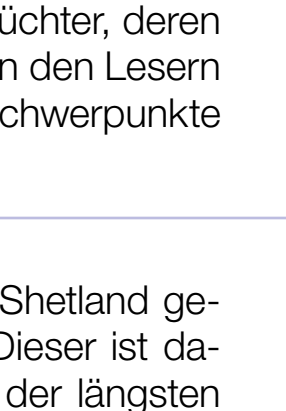 üchter, deren
n den Lesern
chwerpunkte
Shetland ge-
Dieser ist da-
der längsten